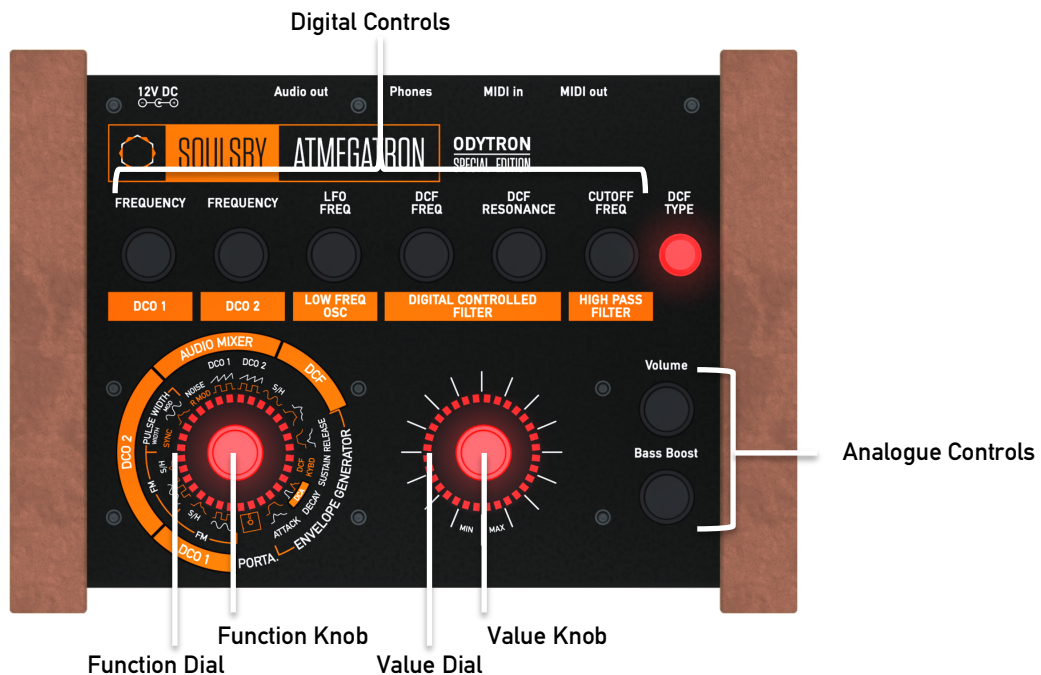 Digital Controls
12V DC
Audio out
Phones
MIDI in
MIDI out
SOULSBY
ATMEGATRON
ODYTRON
SPECIAL EDITION
FREQUENCY
FREQUENCY
LFO
FREQ
DCF
FREQ
DCF
RESONANCE
CUTOFF
FREQ
DCF
TYPE
DCO 1
DCO 2
LOW FREQ
OSC
DIGITAL CONTROLLED
FILTER
HIGH PASS
FILTER
AUDIO MIXER
DCF
DCO 2
DCO 1
PORTA.
ENVELOPE GENERATOR
PULSE WIDTH
WIDTH
MOD
NOISE
R MOD
DCO 1
DCO 2
S/H
SYNC
S/H
FM
S/H
FM
DCF
KYBD
DCA
ATTACK
DECAY
SUSTAIN
RELEASE
MIN
MAX
Volume
Bass Boost
Analogue Controls
Function Knob
Value Knob
Function Dial
Value Dial